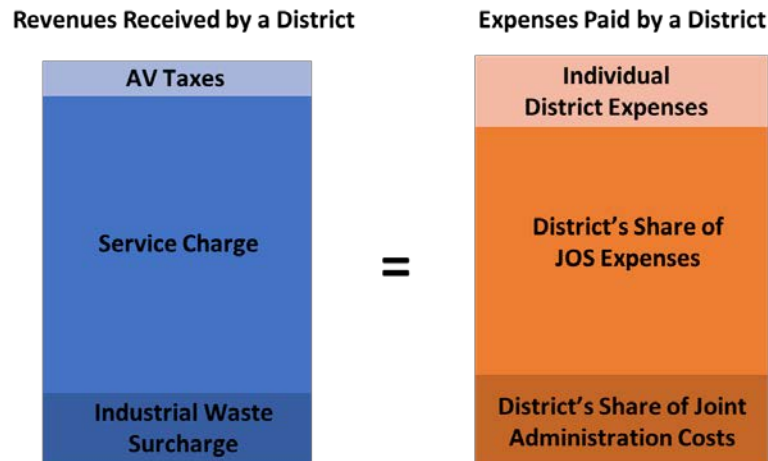 Revenues Received by a District
AV Taxes
Service Charge
Industrial Waste
Surcharge
=
Expenses Paid by a District
Individual
District Expenses
District's Share of
JOS Expenses
District's Share of Joint
Administration Costs